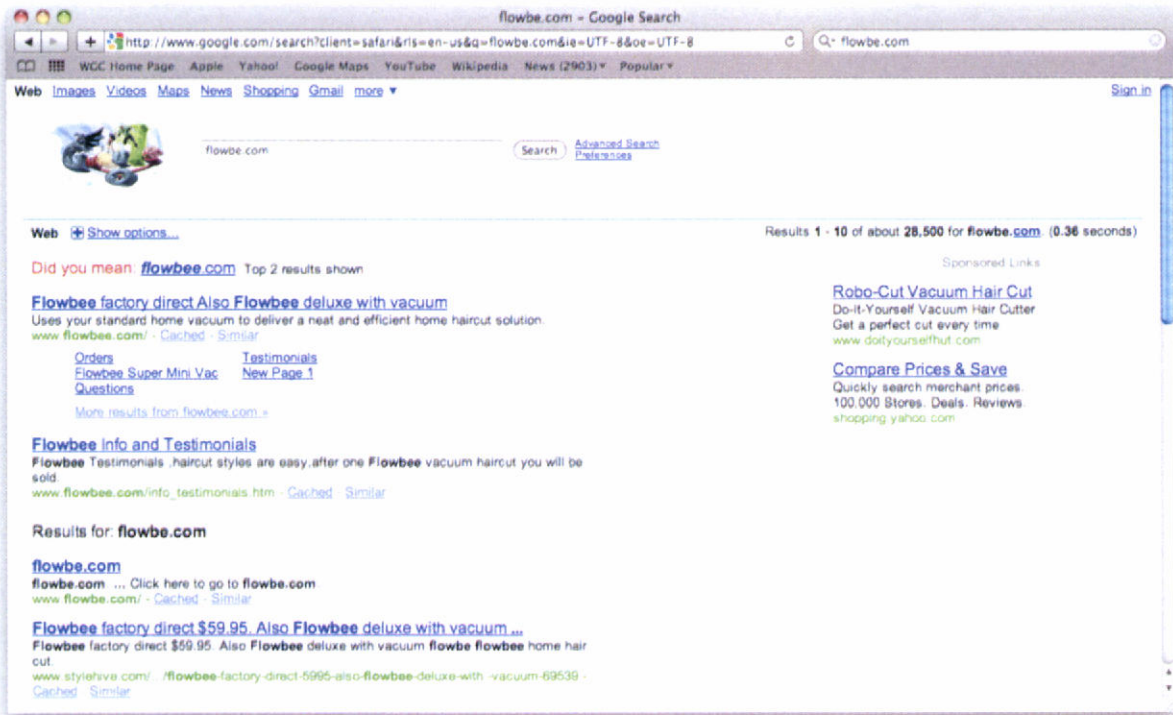 flowbe.com - Google Search
http://www.google.com/search?client=safari&rls=en-us&q=flowbe.com&ie=UTF-8&oe=UTF-8
flowbe.com
WCC Home Page Apple Yahoo! Google Maps YouTube Wikipedia News (2903) Popular
Web Images Videos Maps News Shopping Gmail more
Sign in
flowbe.com
Search
Advanced Search
Preferences
Web Show options...
Results 1 - 10 of about 28,500 for flowbe.com. (0.36 seconds)
Did you mean: flowbee.com Top 2 results shown
Flowbee factory direct Also Flowbee deluxe with vacuum
Uses your standard home vacuum to deliver a neat and efficient home haircut solution.
www.flowbee.com/ - Cached - Similar
Orders
Testimonials
Flowbee Super Mini Vac
New Page 1
Questions
More results from flowbee.com »
Flowbee Info and Testimonials
Flowbee Testimonials ,haircut styles are easy,after one Flowbee vacuum haircut you will be
sold.
www.flowbee.com/info_testimonials.htm - Cached - Similar
Results for: flowbe.com
flowbe.com
flowbe.com. ... Click here to go to flowbe.com
www.flowbe.com/ - Cached - Similar
Flowbee factory direct $59.95. Also Flowbee deluxe with vacuum ...
Flowbee factory direct $59.95. Also Flowbee deluxe with vacuum flowbe flowbee home hair
cut.
www.stylehive.com/.../flowbee-factory-direct-5995-also-flowbee-deluxe-with -vacuum-69539 -
Cached - Similar
Sponsored Links
Robo-Cut Vacuum Hair Cut
Do-It-Yourself Vacuum Hair Cutter
Get a perfect cut every time
www.doityourselfhut.com
Compare Prices & Save
Quickly search merchant prices.
100,000 Stores. Deals. Reviews.
shopping.yahoo.com